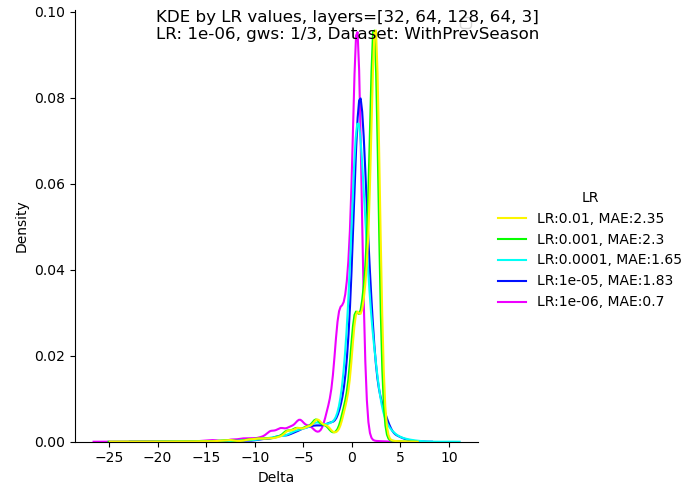 KDE by LR values, layers=[32, 64, 128, 64, 3]
LR: 1e-06, gws: 1/3, Dataset: WithPrevSeason
0.10
0.08
0.06
0.04
0.02
0.00
Density
−25
−20
−15
−10
−5
0
5
10
Delta
LR
LR:0.01, MAE:2.35
LR:0.001, MAE:2.3
LR:0.0001, MAE:1.65
LR:1e-05, MAE:1.83
LR:1e-06, MAE:0.7